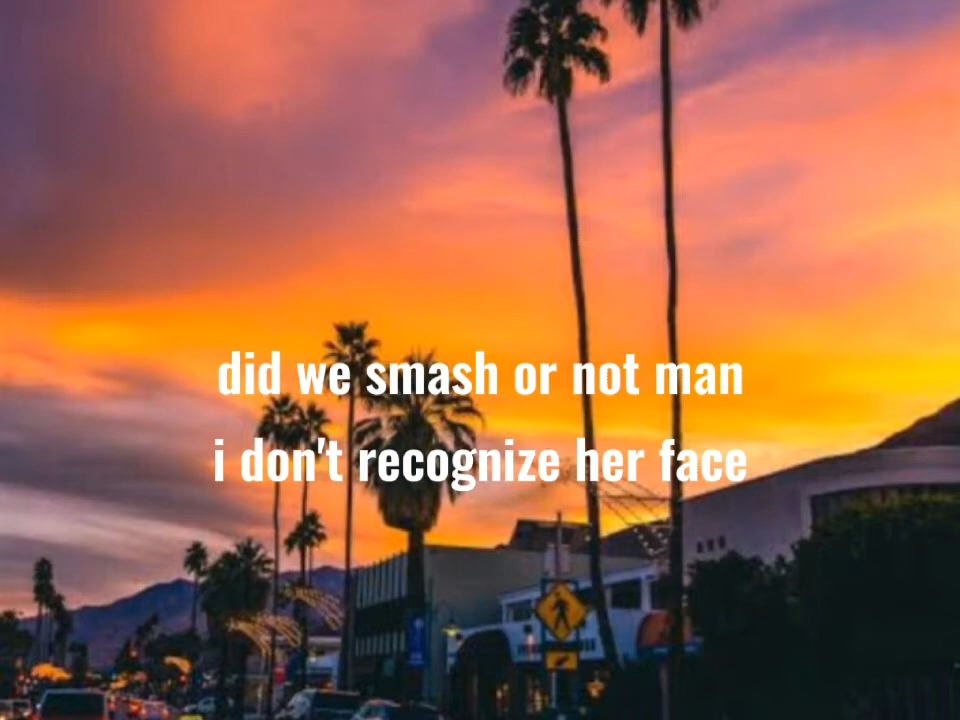 did we smash or not man
i don't recognize her face